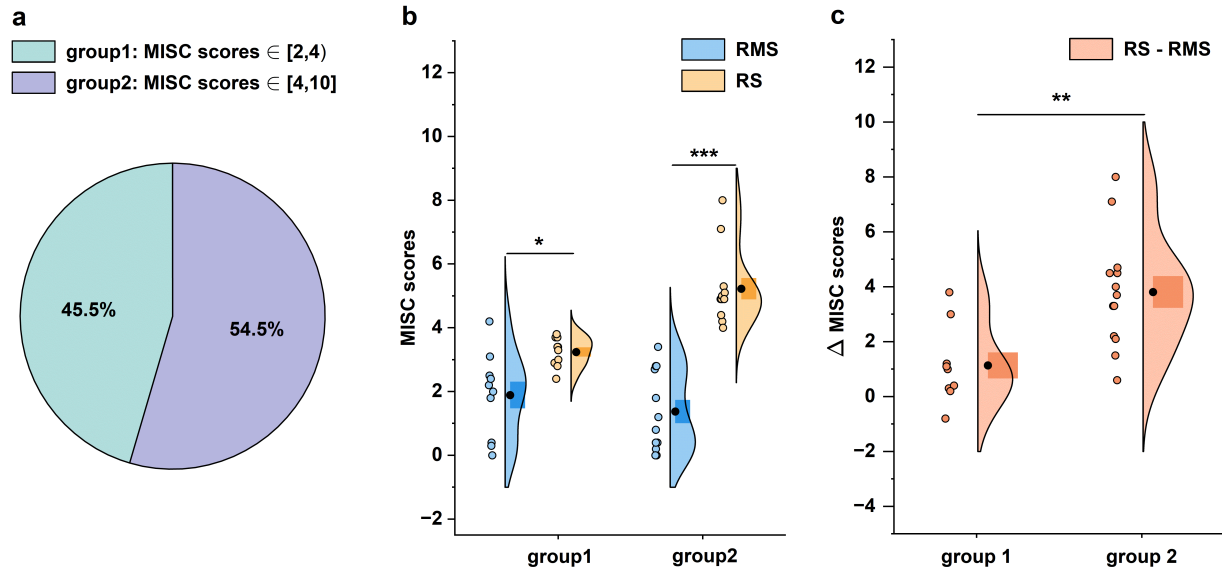 a
group1: MISC scores ∈ [2,4)
group2: MISC scores ∈ [4,10]
45.5%
54.5%
b
RMS
RS
MISC scores
12
10
8
6
4
2
0
−2
*
***
group1
group2
c
RS - RMS
△ MISC scores
12
10
8
6
4
2
0
−2
−4
**
group 1
group 2